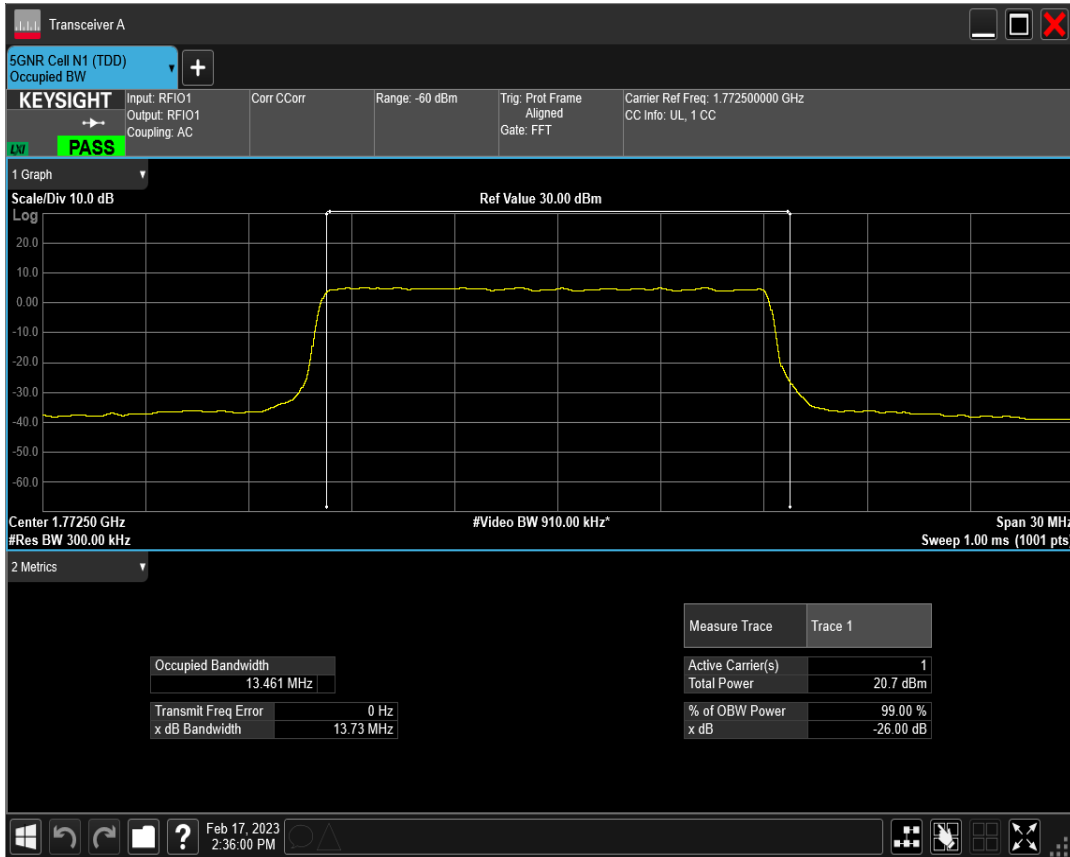 Transceiver A
5GNR Cell N1 (TDD)
Occupied BW
+
KEYSIGHT
LXI
PASS
Input: RFIO1
Output: RFIO1
Coupling: AC
Corr CCorr
Range: -60 dBm
Trig: Prot Frame
Aligned
Gate: FFT
Carrier Ref Freq: 1.772500000 GHz
CC Info: UL, 1 CC
1 Graph
Scale/Div 10.0 dB
Ref Value 30.00 dBm
Log
20.0
10.0
0.00
-10.0
-20.0
-30.0
-40.0
-50.0
-60.0
Center 1.77250 GHz
#Video BW 910.00 kHz*
Span 30 MHz
#Res BW 300.00 kHz
Sweep 1.00 ms (1001 pts)
2 Metrics
Measure Trace Trace 1
Occupied Bandwidth
13.461 MHz
Active Carrier(s) 1
Total Power 20.7 dBm
Transmit Freq Error 0 Hz
x dB Bandwidth 13.73 MHz
% of OBW Power 99.00 %
x dB -26.00 dB
?
Feb 17, 2023
2:36:00 PM